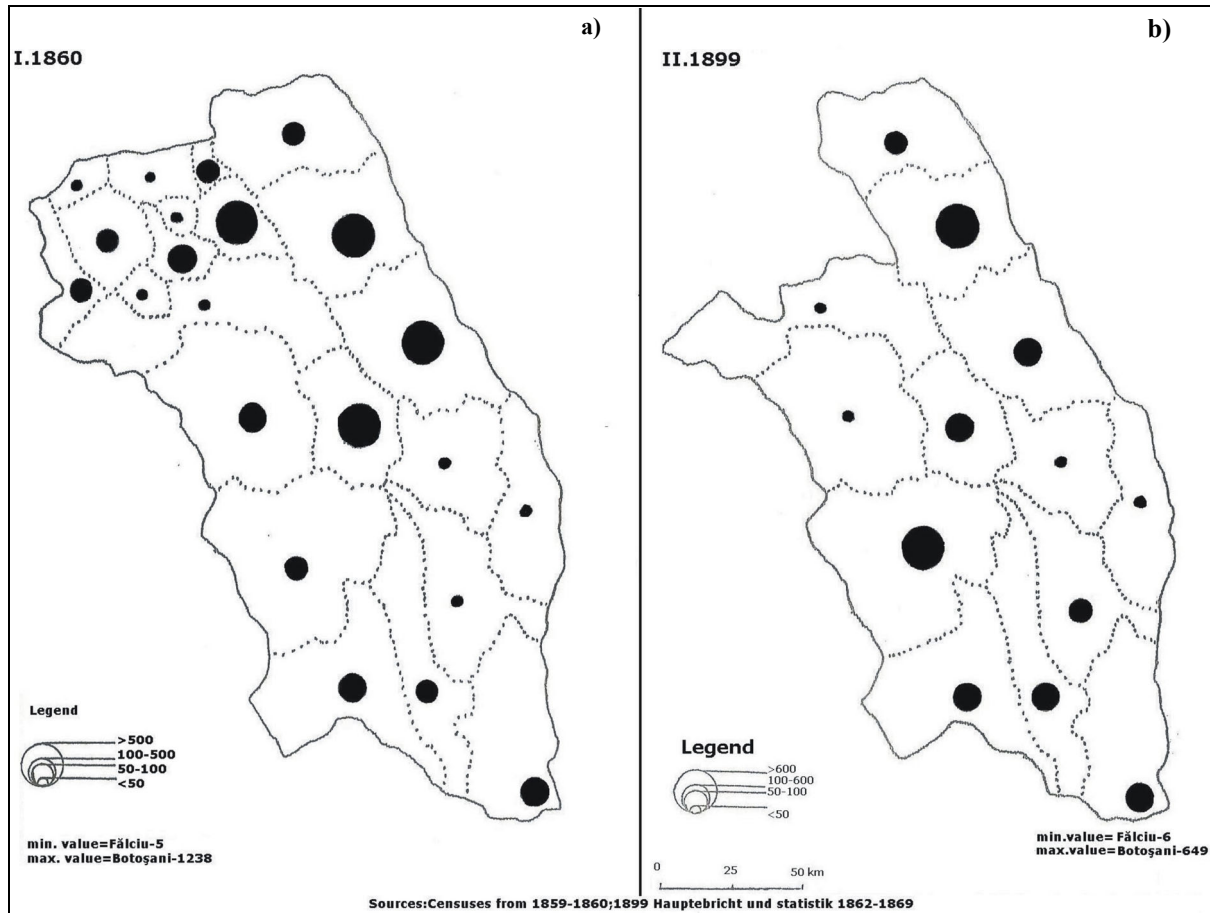 a)
I.1860
Legend
>500
100-500
50-100
<50
min. value=Fălciu-5
max. value=Botoşani-1238
b)
II.1899
Legend
>600
100-600
50-100
<50
0 25 50 km
min.value= Fălciu-6
max.value=Botoşani-649
Sources:Censuses from 1859-1860;1899 Hauptebricht und statistik 1862-1869